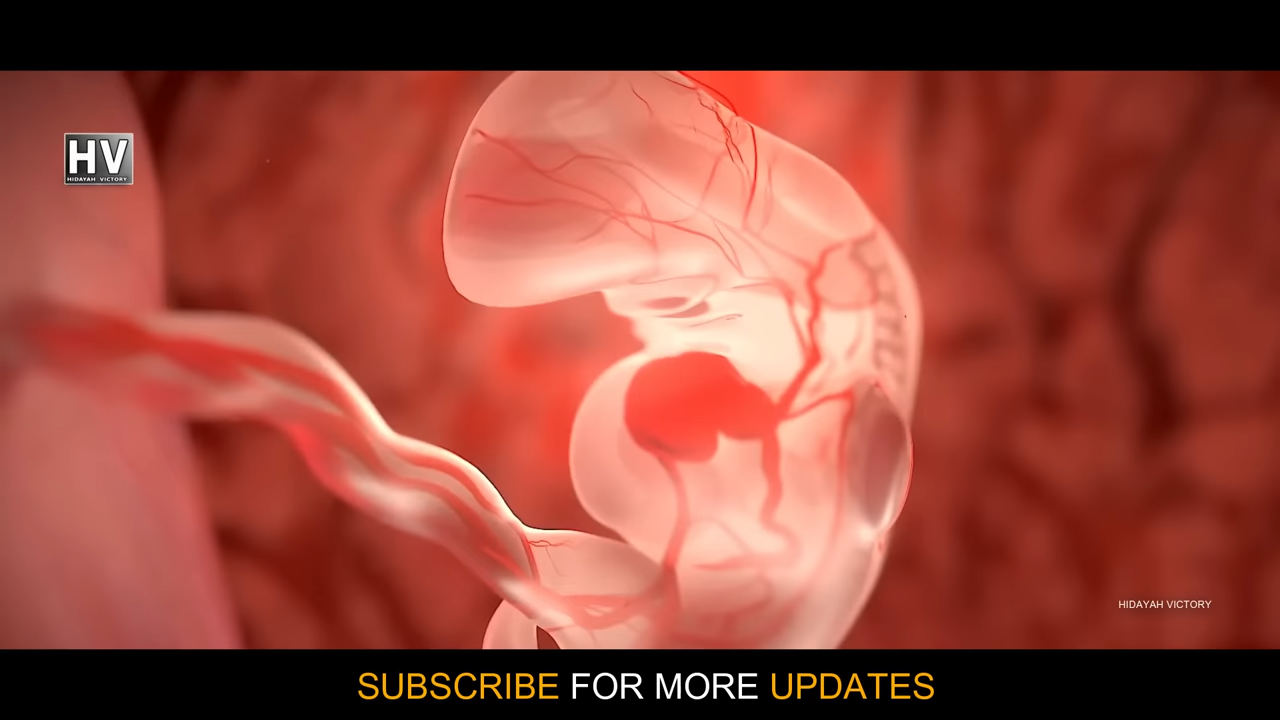 HV
HIDAYAH VICTORY
HIDAYAH VICTORY
SUBSCRIBE FOR MORE UPDATES